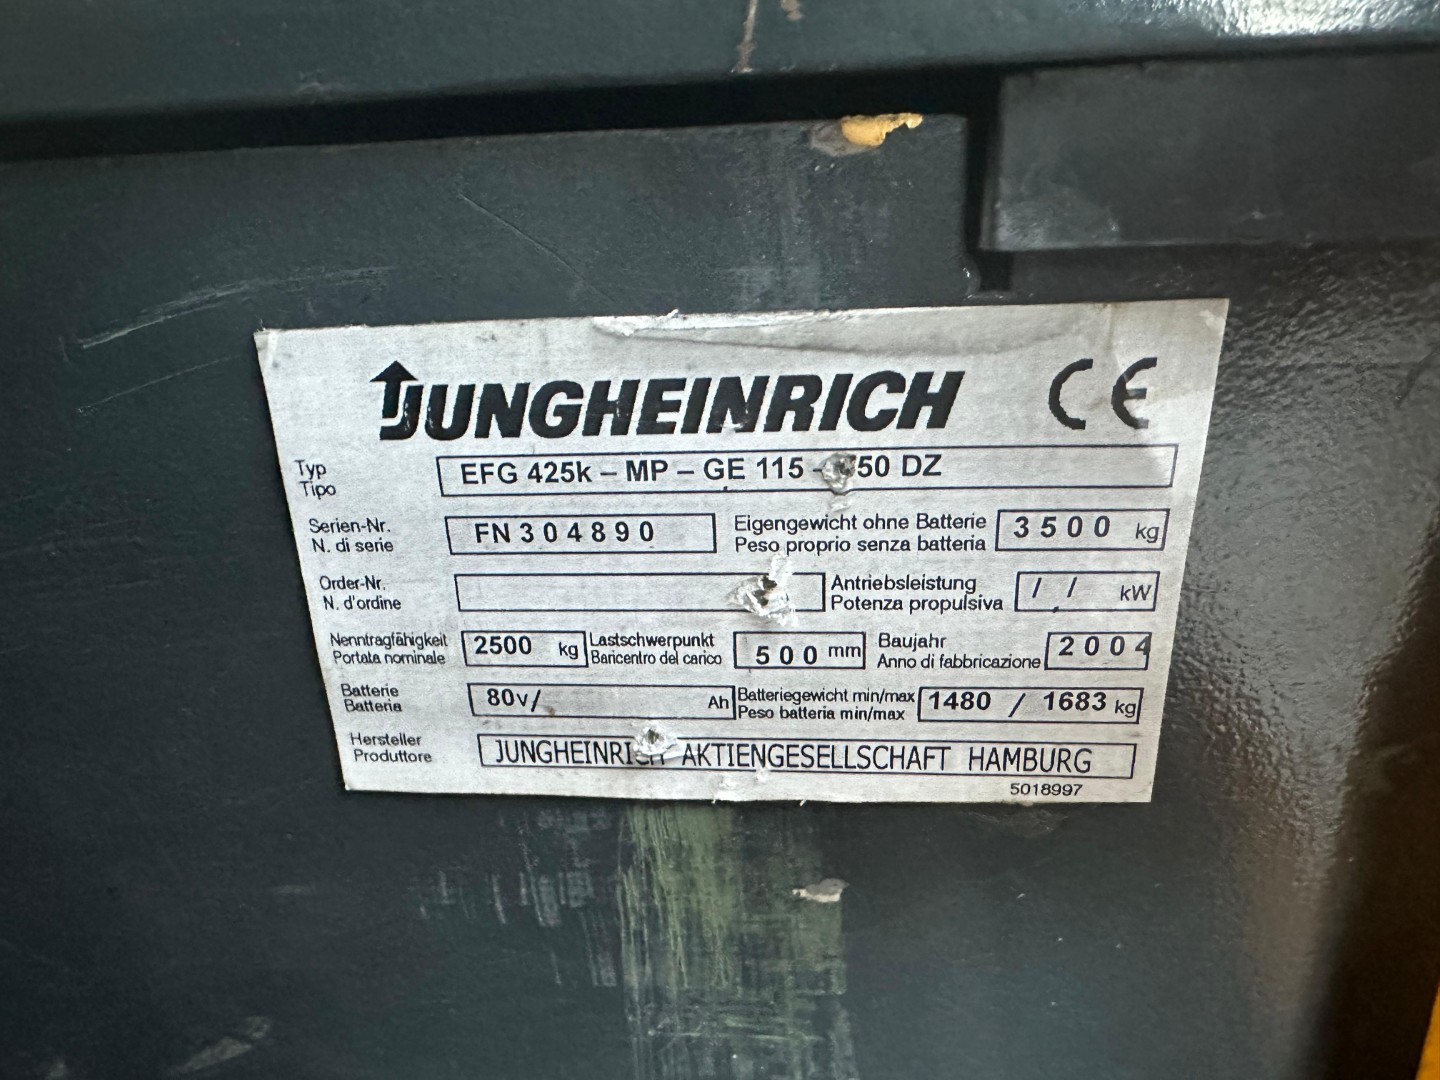 JUNGHEINRICH CE
Typ
Tipo
EFG 425k – MP – GE 115 - 50 DZ
Serien-Nr.
N. di serie
FN304890
Eigengewicht ohne Batterie
Peso proprio senza batteria
3500 kg
Order-Nr.
N. d'ordine
Antriebsleistung
Potenza propulsiva
/ / kW
Nenntragfähigkeit
Portata nominale
2500 kg
Lastschwerpunkt
Baricentro del carico
500 mm
Baujahr
Anno di fabbricazione
2004
Batterie
Batteria
80v/ Ah
Batteriegewicht min/max
Peso batteria min/max
1480 / 1683 kg
Hersteller
Produttore
JUNGHEINRICH AKTIENGESELLSCHAFT HAMBURG
5018997